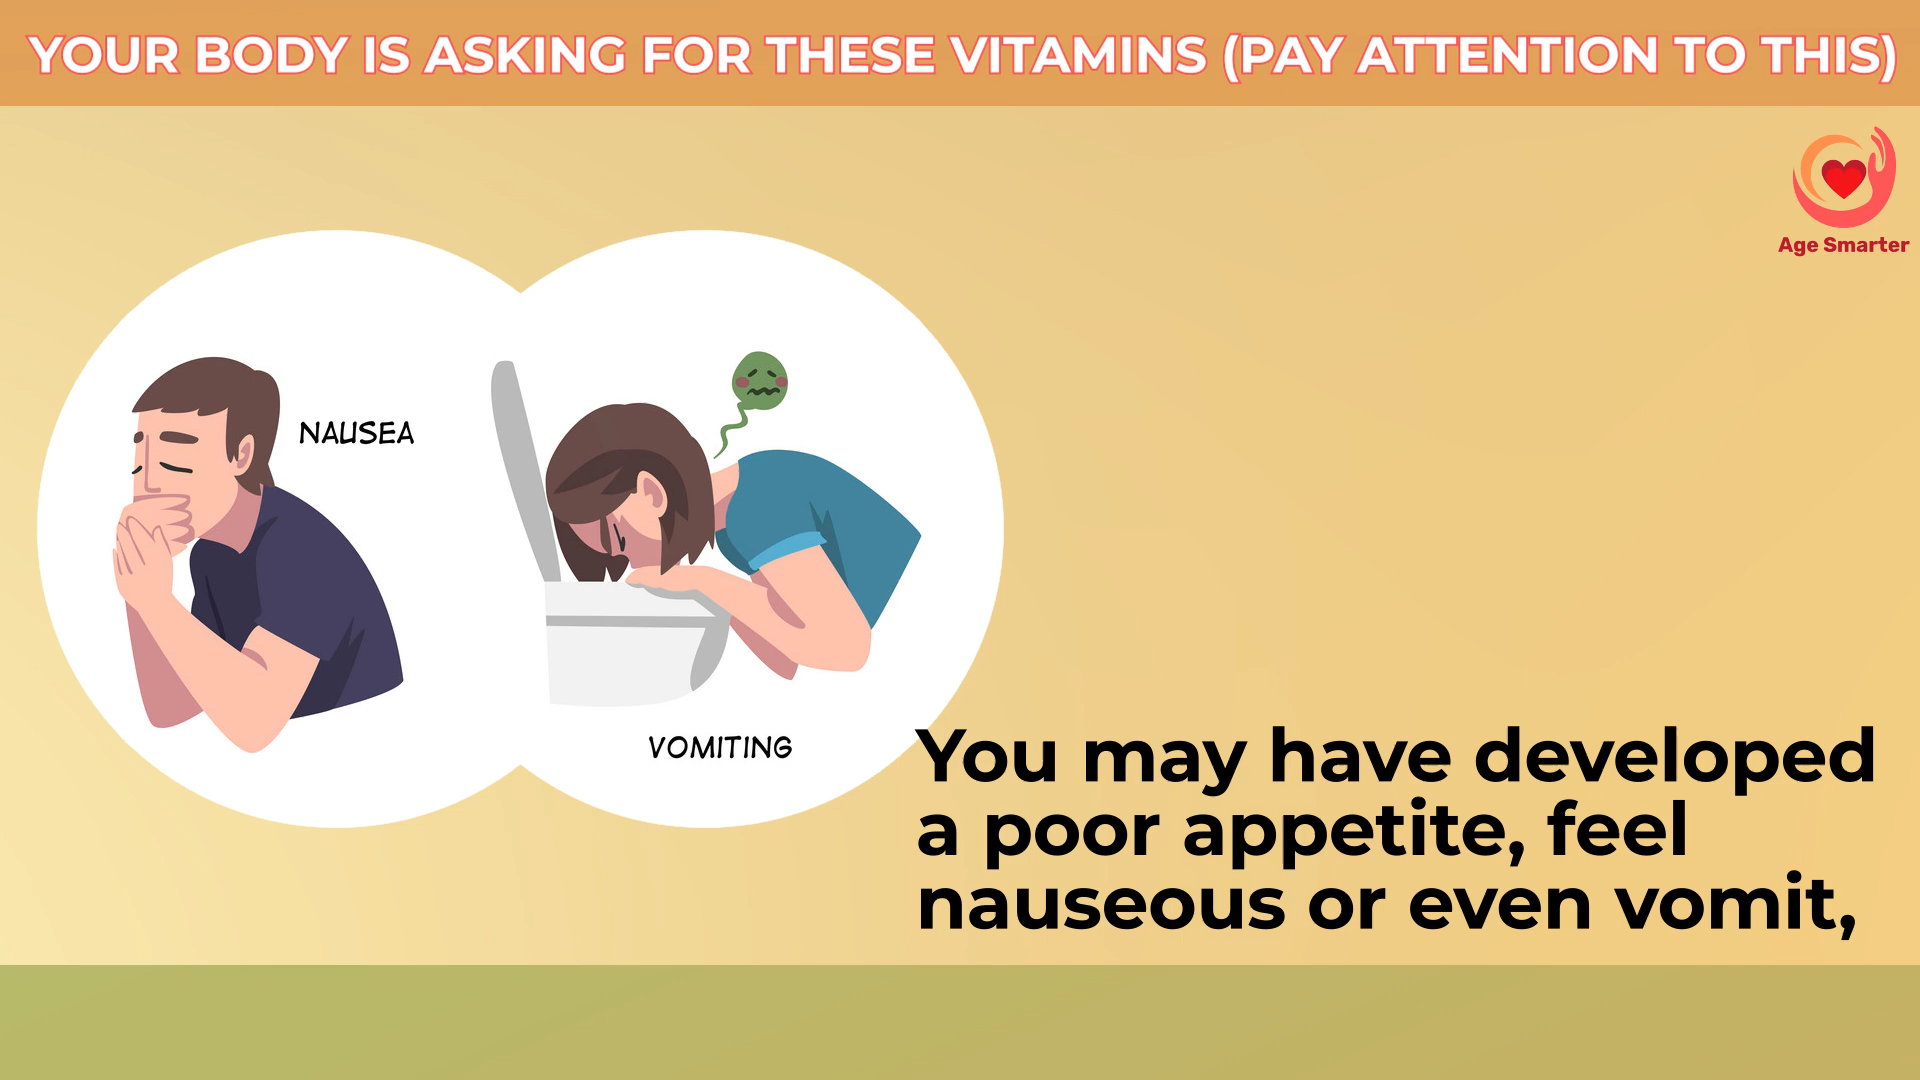 YOUR BODY IS ASKING FOR THESE VITAMINS (PAY ATTENTION TO THIS)
Age Smarter
NAUSEA
VOMITING
You may have developed
a poor appetite, feel
nauseous or even vomit,